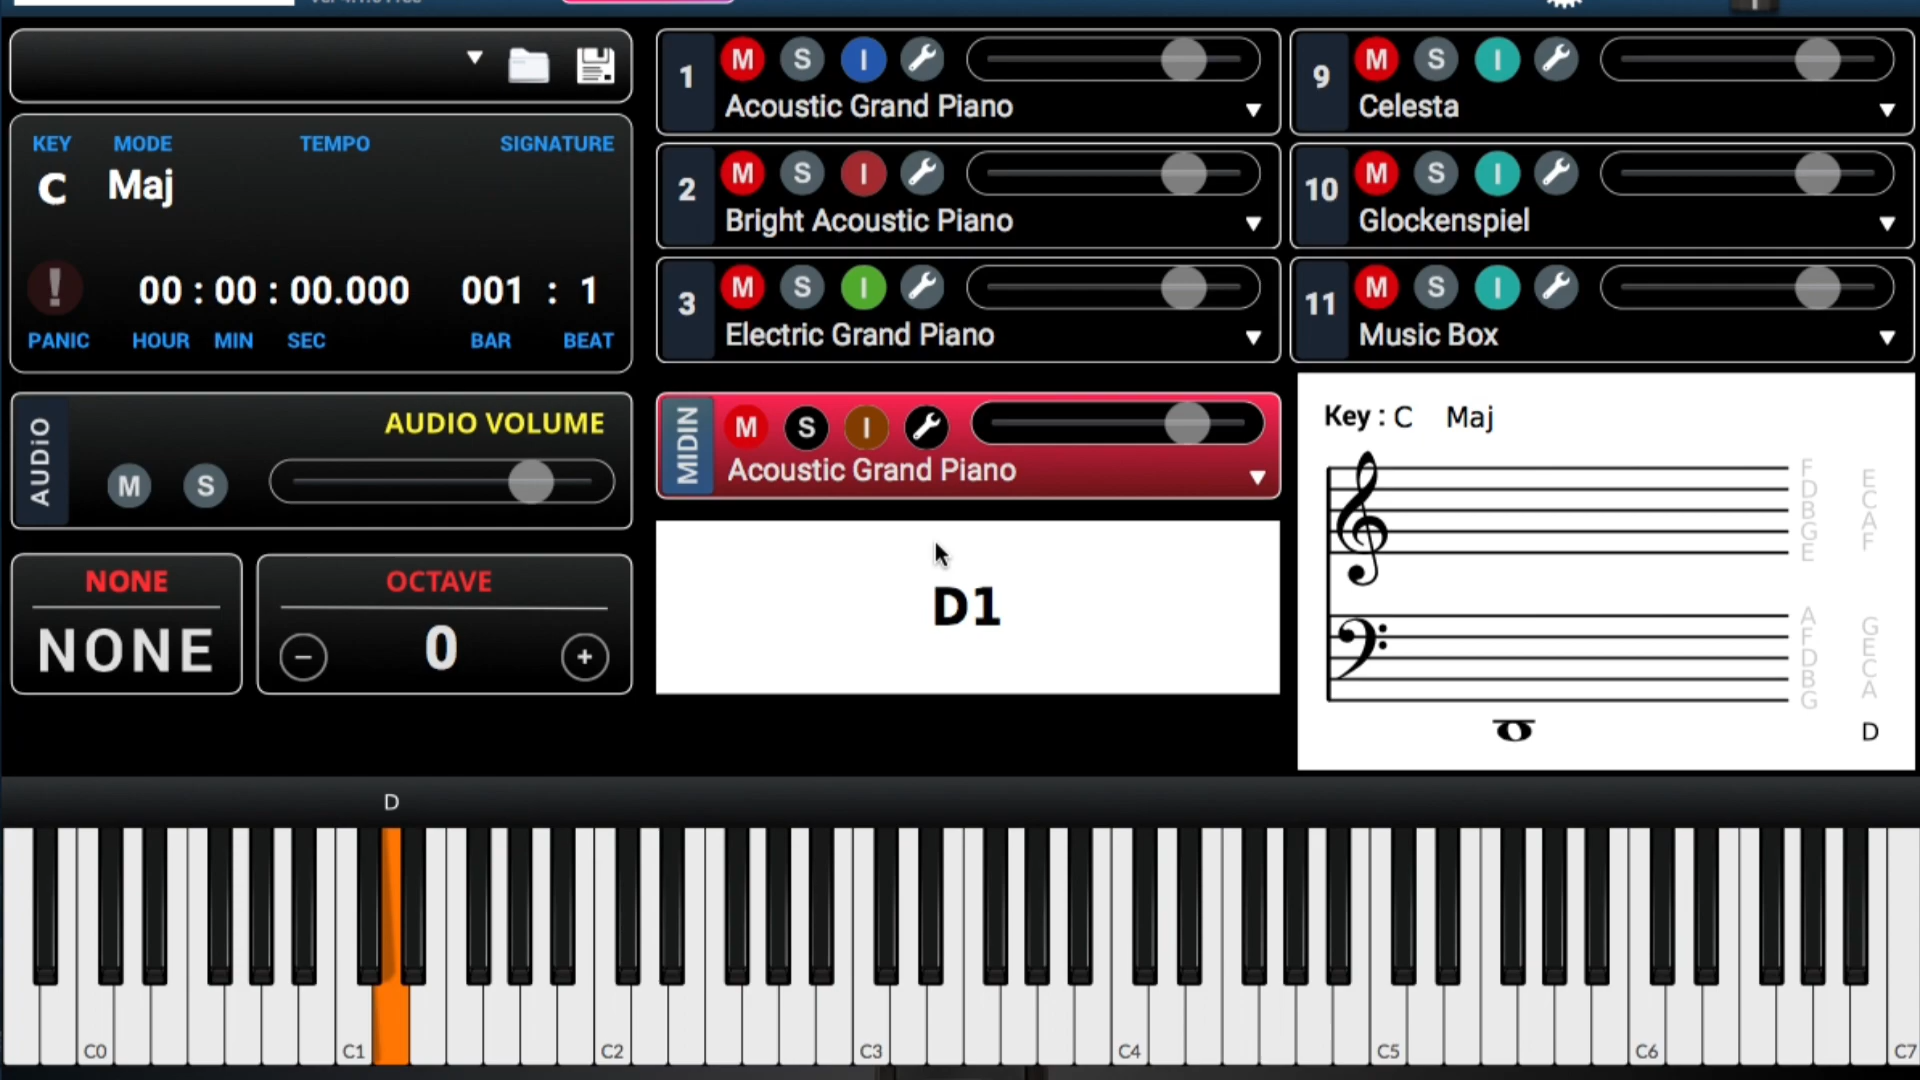 KEY MODE TEMPO SIGNATURE
C Maj
! 00 : 00 : 00.000 001 : 1
PANIC HOUR MIN SEC BAR BEAT
AUDiO
AUDIO VOLUME
M S
NONE
NONE
OCTAVE
− 0 +
1 M S I
Acoustic Grand Piano
2 M S I
Bright Acoustic Piano
3 M S I
Electric Grand Piano
MIDIN M S I
Acoustic Grand Piano
D1
9 M S I
Celesta
10 M S I
Glockenspiel
11 M S I
Music Box
Key : C Maj
F
E
D
C
B
A
G
F
E
A
G
F
E
D
C
B
A
G
D
D
C0 C1 C2 C3 C4 C5 C6 C7